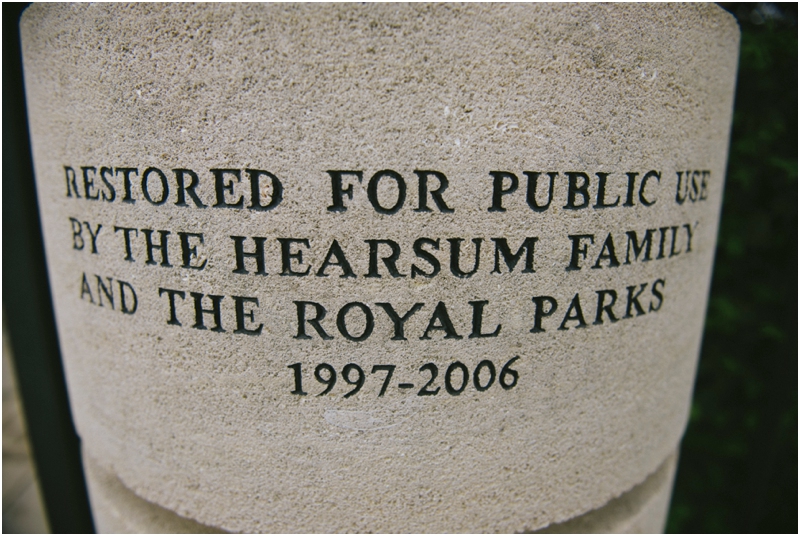 RESTORED FOR PUBLIC USE
BY THE HEARSUM FAMILY
AND THE ROYAL PARKS
1997-2006